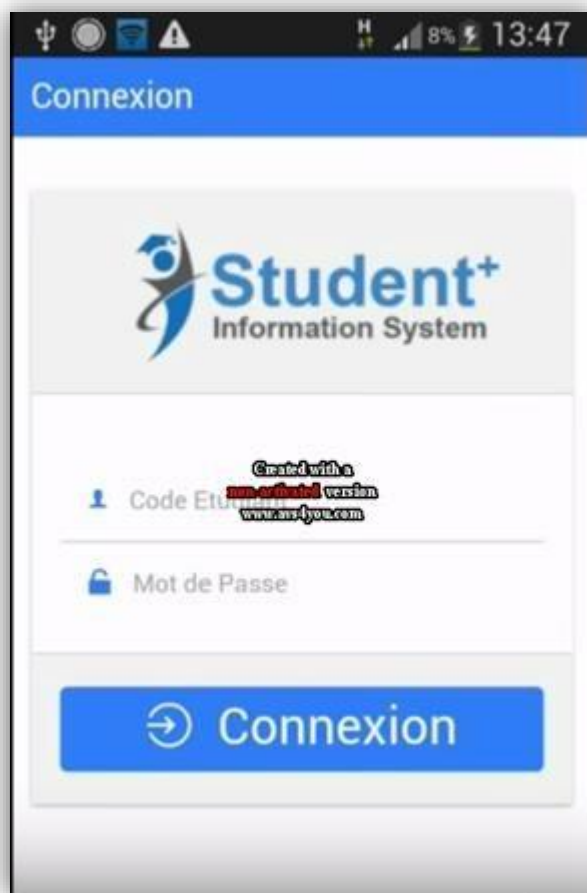 H 8% 13:47
Connexion
Student+
Information System
Created with a
Code Etudiant
non-activated version
www.avs4you.com
Mot de Passe
Connexion